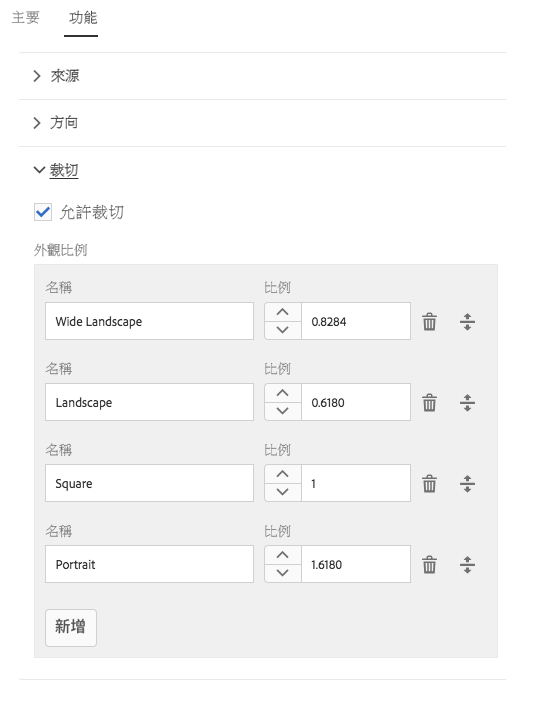 主要 功能
來源
方向
裁切
允許裁切
外觀比例
名稱 比例
Wide Landscape 0.8284
名稱 比例
Landscape 0.6180
名稱 比例
Square 1
名稱 比例
Portrait 1.6180
新增